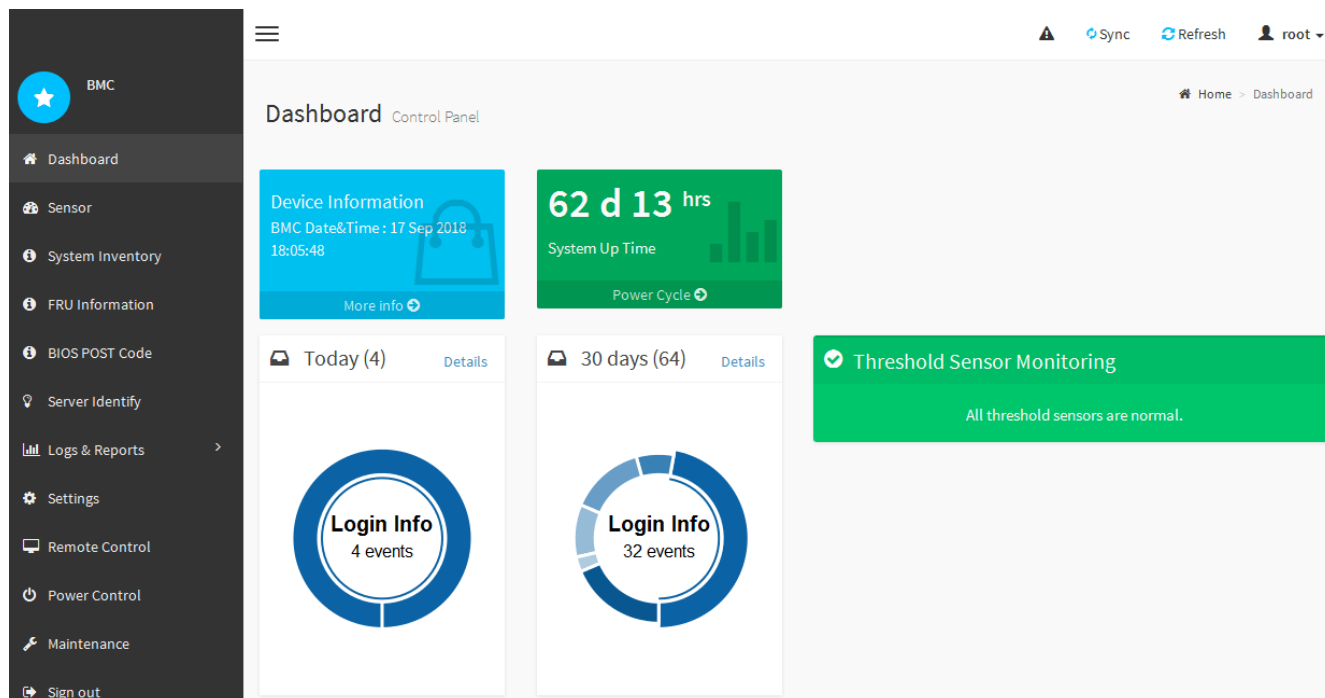 Sync
Refresh
root
BMC
Home > Dashboard
Dashboard Control Panel
Dashboard
Sensor
System Inventory
FRU Information
BIOS POST Code
Server Identify
Logs & Reports
Settings
Remote Control
Power Control
Maintenance
Sign out
Device Information
BMC Date&Time : 17 Sep 2018
18:05:48
More info
62 d 13 hrs
System Up Time
Power Cycle
Today (4) Details
Login Info
4 events
30 days (64) Details
Login Info
32 events
Threshold Sensor Monitoring
All threshold sensors are normal.